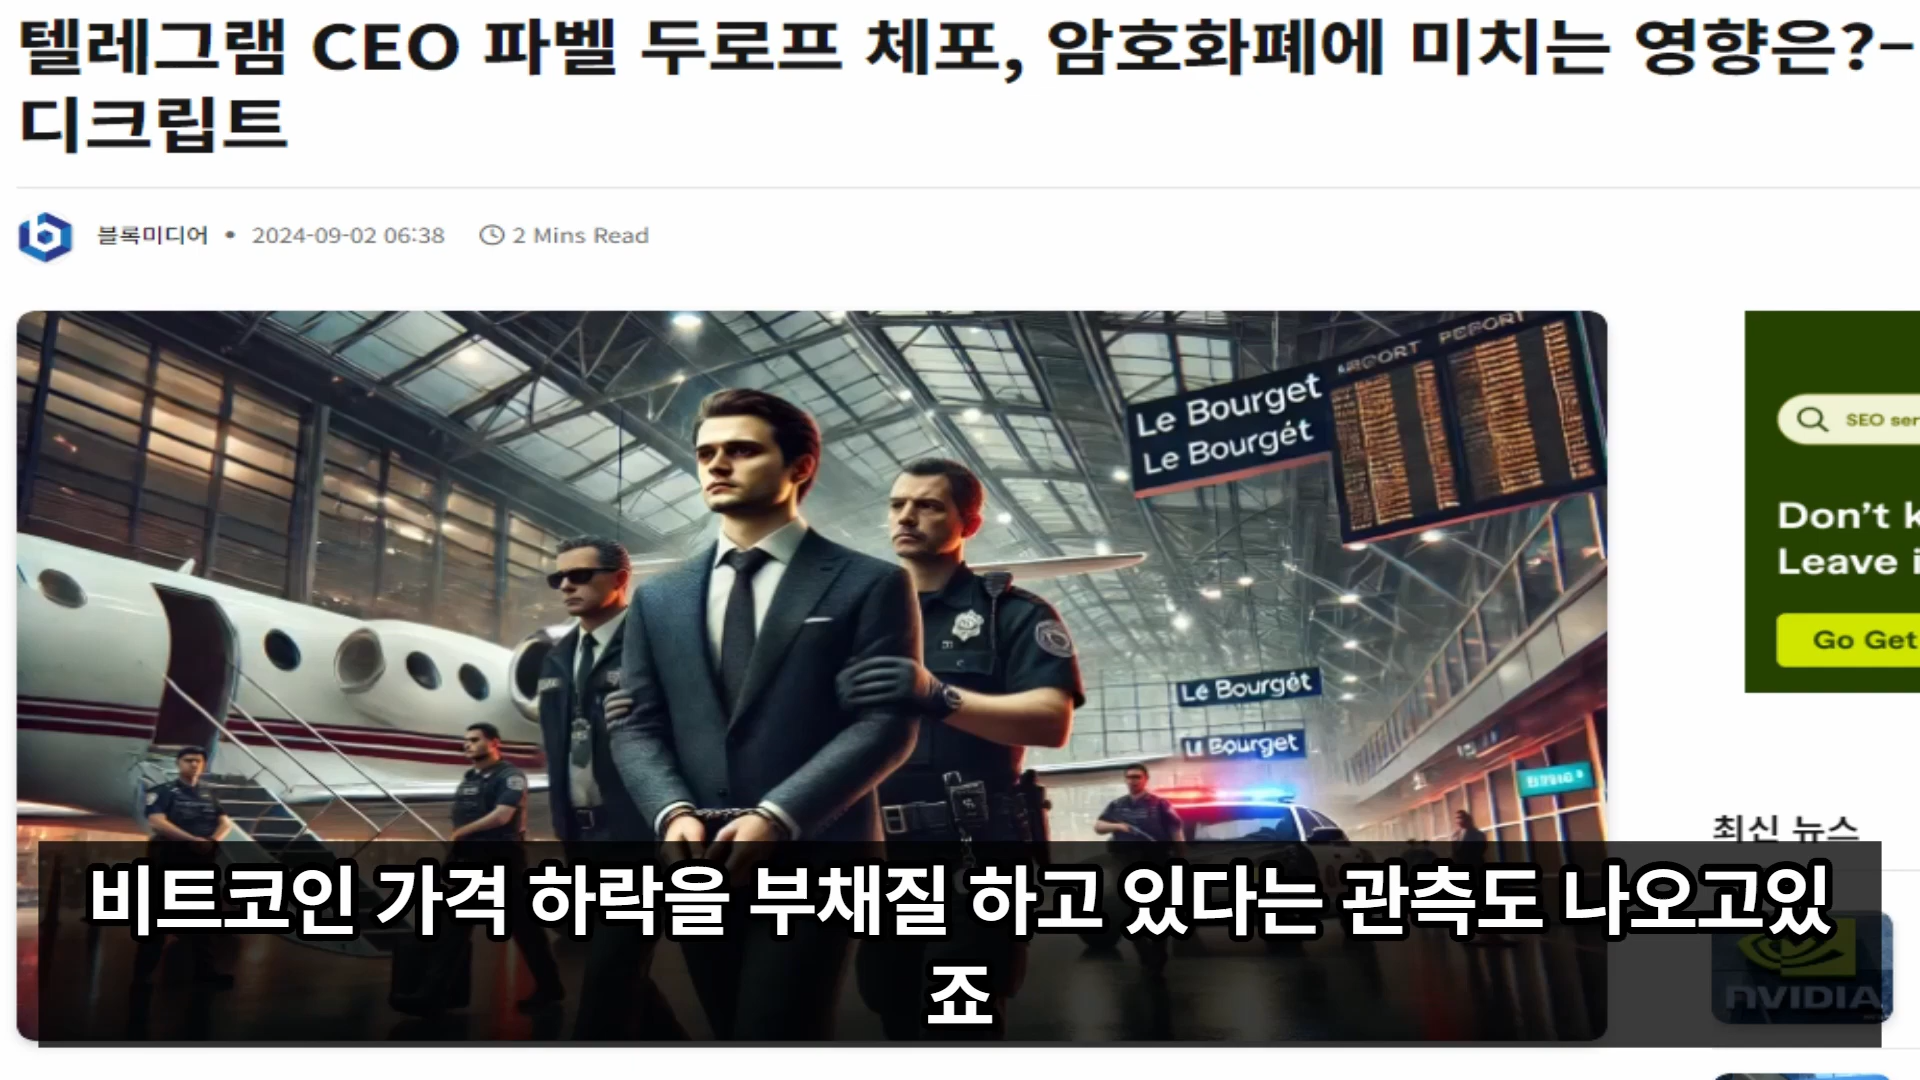 텔레그램 CEO 파벨 두로프 체포, 암호화폐에 미치는 영향은?–
디크립트
블록미디어 • 2024-09-02 06:38 2 Mins Read
Le Bourget
Le Bourgét
Lé Bourgét
Bourget
SEO ser
Don't k
Leave i
Go Get
최신 뉴스
비트코인 가격 하락을 부채질 하고 있다는 관측도 나오고있
죠
NVIDIA